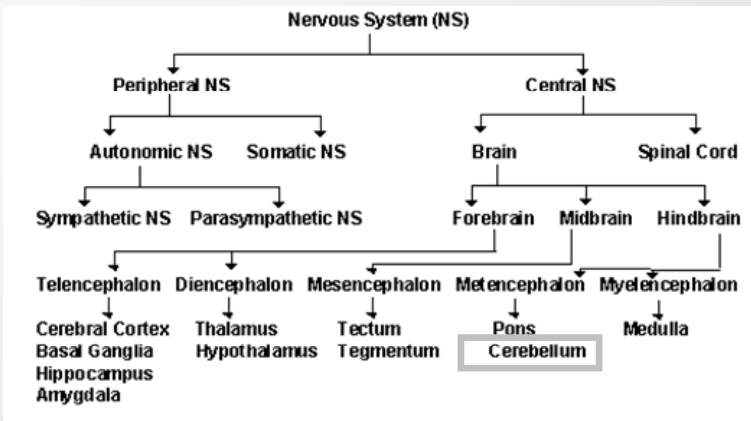 Nervous System (NS)
Peripheral NS Central NS
Autonomic NS Somatic NS Brain Spinal Cord
Sympathetic NS Parasympathetic NS Forebrain Midbrain Hindbrain
Telencephalon Diencephalon Mesencephalon Metencephalon Myelencephalon
Cerebral Cortex Thalamus Tectum Pons Medulla
Basal Ganglia Hypothalamus Tegmentum Cerebellum
Hippocampus
Amygdala